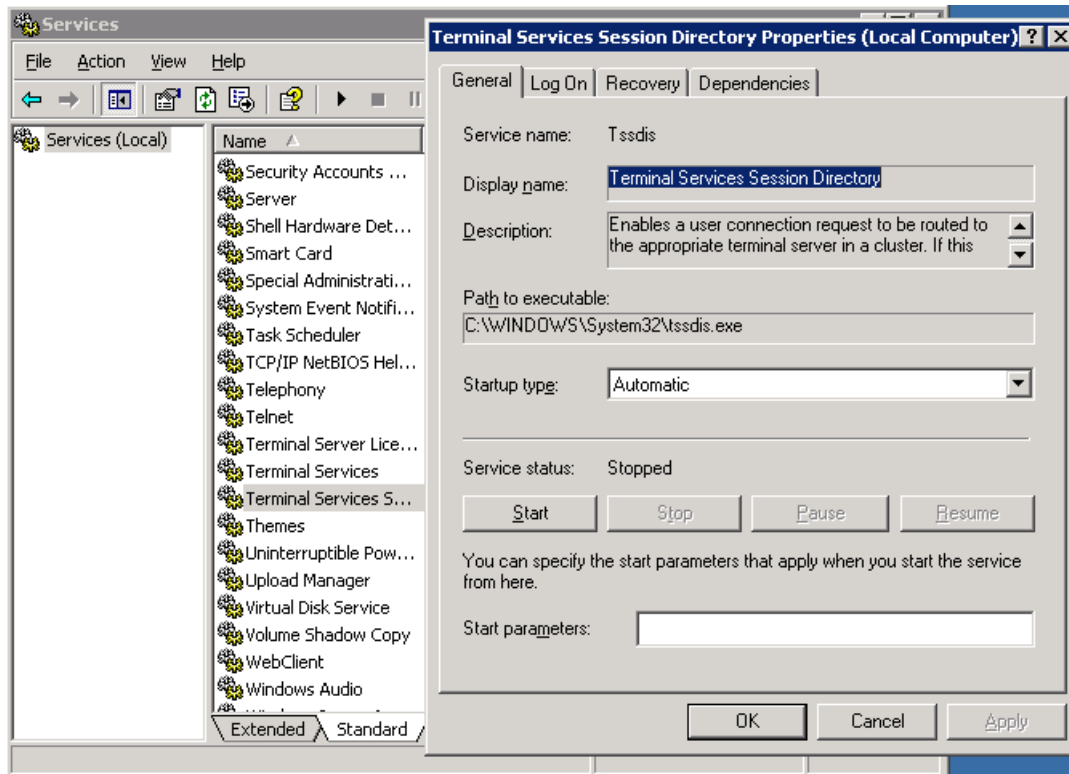 Services
File Action View Help
Services (Local)
Name
Security Accounts ...
Server
Shell Hardware Det...
Smart Card
Special Administrati...
System Event Notifi...
Task Scheduler
TCP/IP NetBIOS Hel...
Telephony
Telnet
Terminal Server Lice...
Terminal Services
Terminal Services S...
Themes
Uninterruptible Pow...
Upload Manager
Virtual Disk Service
Volume Shadow Copy
WebClient
Windows Audio
Extended Standard
Terminal Services Session Directory Properties (Local Computer)
General Log On Recovery Dependencies
Service name: Tssdis
Display name: Terminal Services Session Directory
Description: Enables a user connection request to be routed to
the appropriate terminal server in a cluster. If this
Path to executable:
C:\WINDOWS\System32\tssdis.exe
Startup type: Automatic
Service status: Stopped
Start Stop Pause Resume
You can specify the start parameters that apply when you start the service
from here.
Start parameters:
OK Cancel Apply